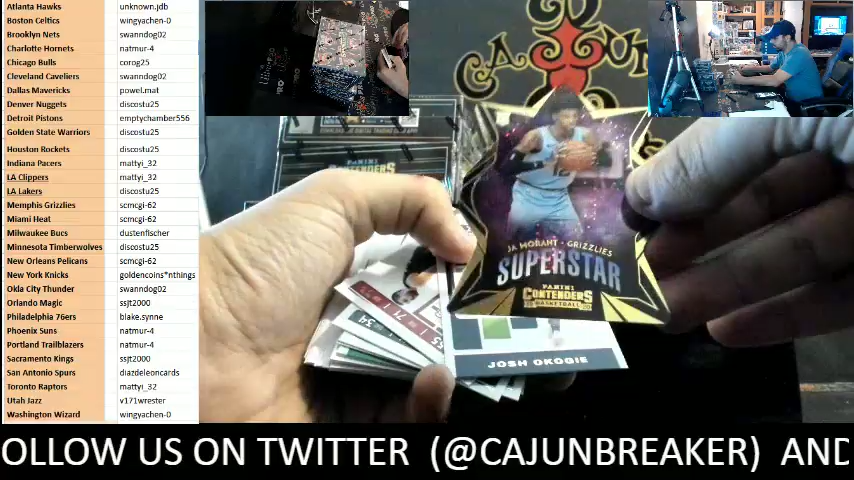 Atlanta Hawks unknown.jdb
Boston Celtics wingyachen-0
Brooklyn Nets swanndog02
Charlotte Hornets natmur-4
Chicago Bulls corog25
Cleveland Cavaliers swanndog02
Dallas Mavericks powel.mat
Denver Nuggets discostu25
Detroit Pistons emptychamber556
Golden State Warriors discostu25
Houston Rockets discostu25
Indiana Pacers mattyi_32
LA Clippers mattyi_32
LA Lakers discostu25
Memphis Grizzlies scmcgi-62
Miami Heat scmcgi-62
Milwaukee Bucs dustenfischer
Minnesota Timberwolves discostu25
New Orleans Pelicans scmcgi-62
New York Knicks goldencoins*nthings
Okla City Thunder swanndog02
Orlando Magic ssjt2000
Philadelphia 76ers blake.synne
Phoenix Suns natmur-4
Portland Trailblazers natmur-4
Sacramento Kings ssjt2000
San Antonio Spurs diazdeleoncards
Toronto Raptors mattyi_32
Utah Jazz v171wrester
Washington Wizard wingyachen-0
CAJUN
PANINI
CONTENDERS
JA MORANT - GRIZZLIES
SUPERSTAR
PANINI
CONTENDERS
BASKETBALL
JOSH OKOGIE
OLLOW US ON TWITTER (@CAJUNBREAKER) AND